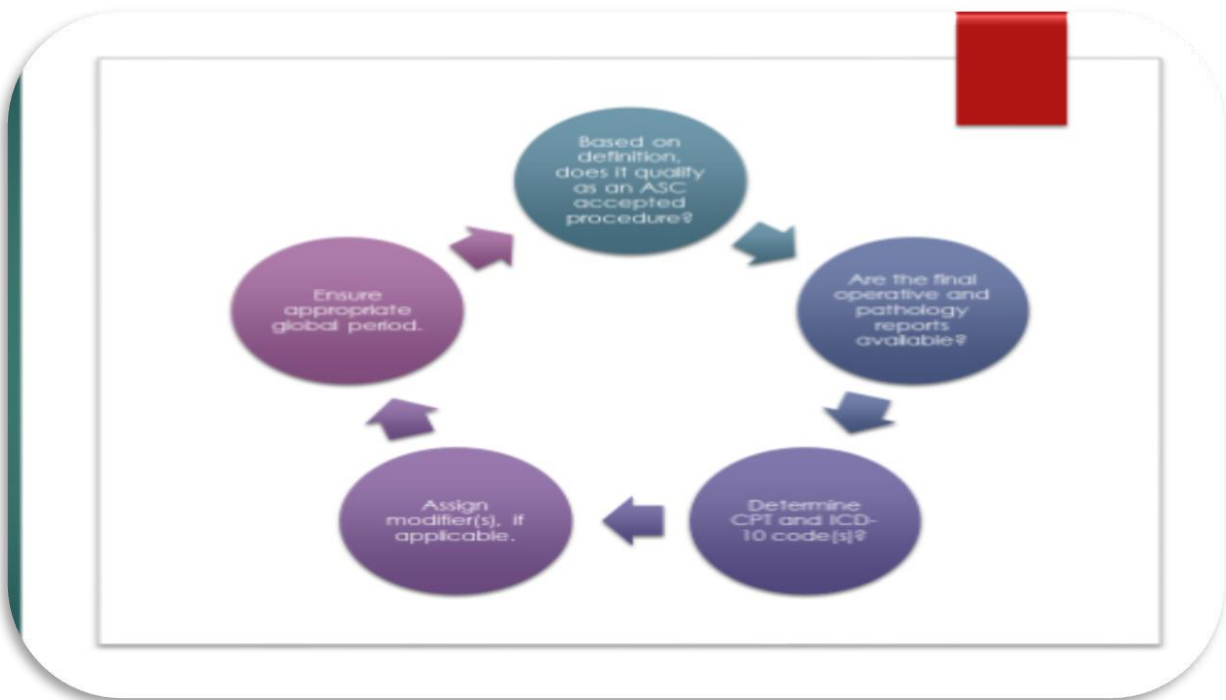 Based on
definition,
does it qualify
as an ASC
accepted
procedure?
Are the final
operative and
pathology
reports
available?
Determine
CPT and ICD-
10 code(s)?
Assign
modifier(s), if
applicable.
Ensure
appropriate
global period.